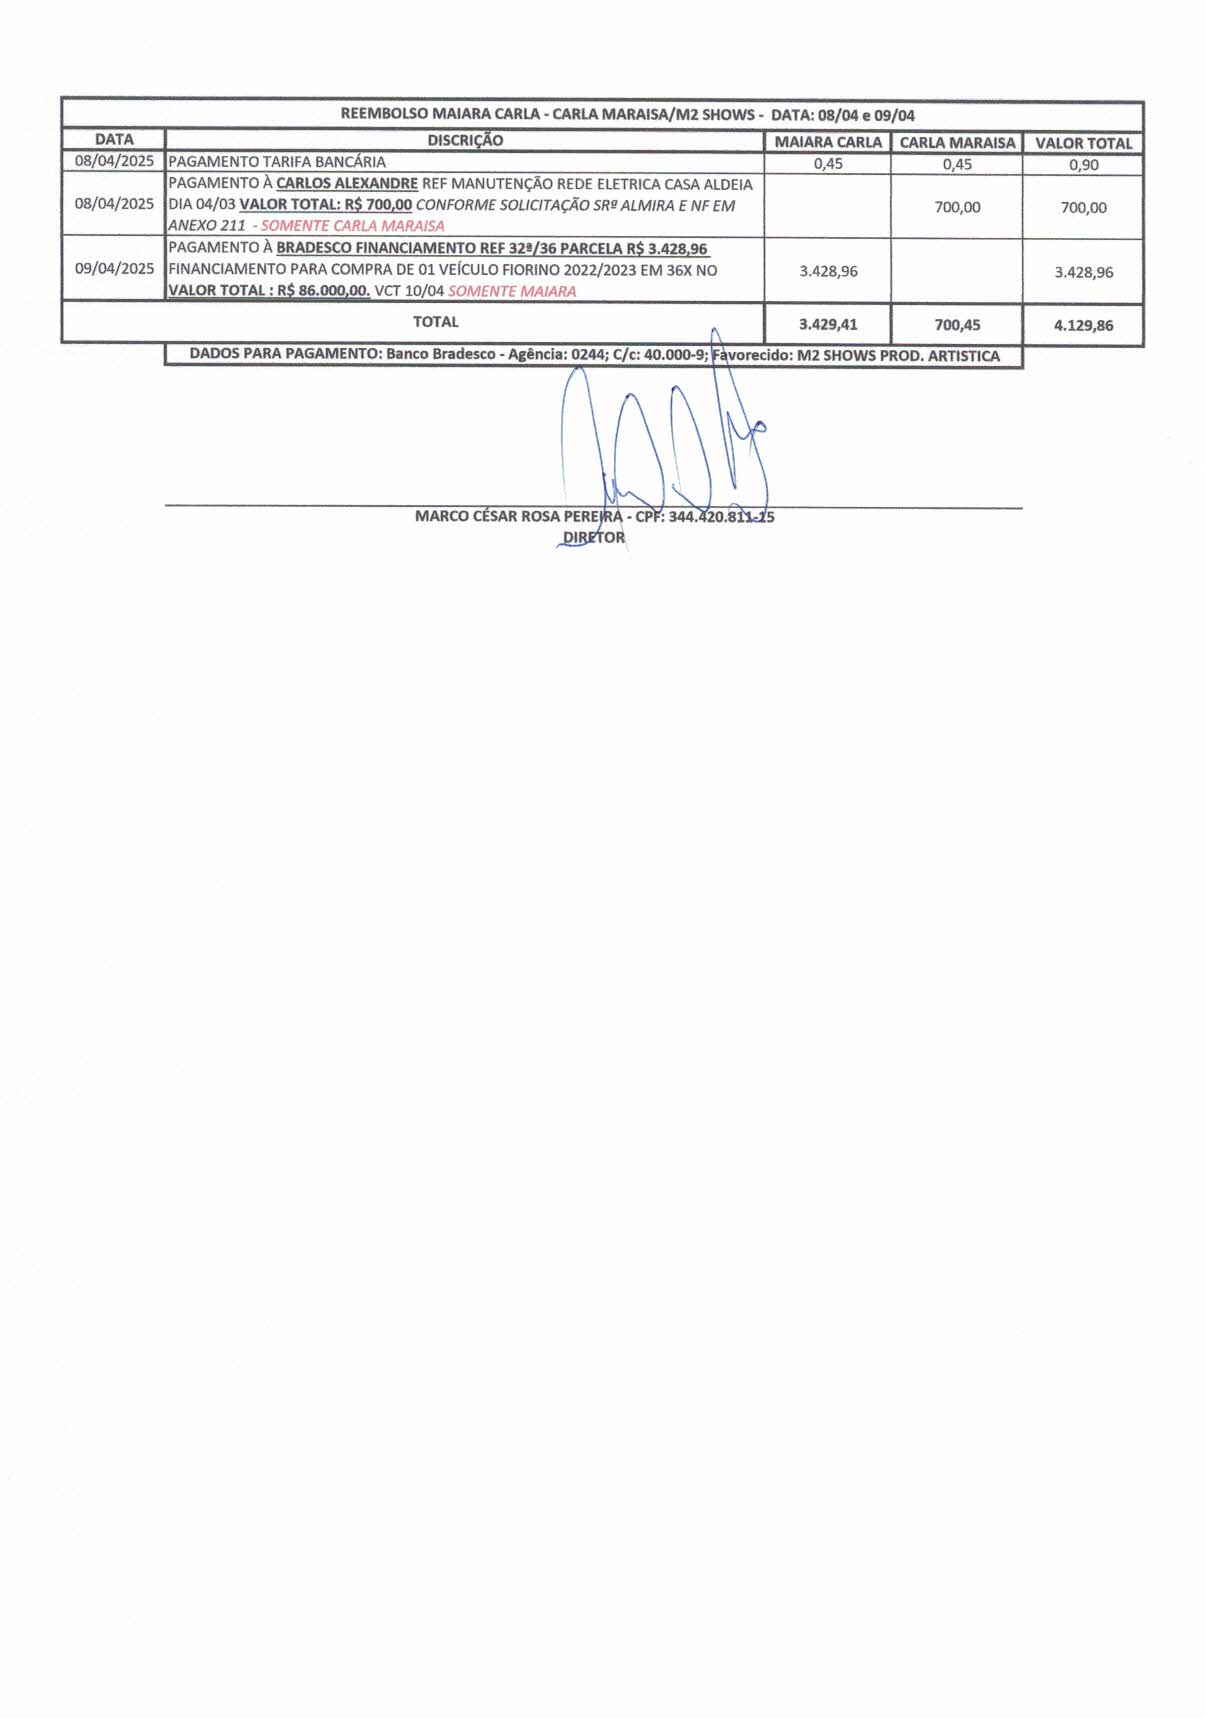 REEMBOLSO MAIARA CARLA - CARLA MARAISA/M2 SHOWS - DATA: 08/04 e 09/04
DATA DISCRIÇÃO MAIARA CARLA CARLA MARAISA VALOR TOTAL
08/04/2025 PAGAMENTO TARIFA BANCÁRIA 0,45 0,45 0,90
PAGAMENTO À CARLOS ALEXANDRE REF MANUTENÇÃO REDE ELETRICA CASA ALDEIA
08/04/2025 DIA 04/03 VALOR TOTAL: R$ 700,00 CONFORME SOLICITAÇÃO SRª ALMIRA E NF EM 700,00 700,00
ANEXO 211 - SOMENTE CARLA MARAISA
PAGAMENTO À BRADESCO FINANCIAMENTO REF 32ª/36 PARCELA R$ 3.428,96
09/04/2025 FINANCIAMENTO PARA COMPRA DE 01 VEÍCULO FIORINO 2022/2023 EM 36X NO 3.428,96 3.428,96
VALOR TOTAL : R$ 86.000,00. VCT 10/04 SOMENTE MAIARA
TOTAL 3.429,41 700,45 4.129,86
DADOS PARA PAGAMENTO: Banco Bradesco - Agência: 0244; C/c: 40.000-9; Favorecido: M2 SHOWS PROD. ARTISTICA
MARCO CÉSAR ROSA PEREIRA - CPF: 344.420.811-15
DIRETOR